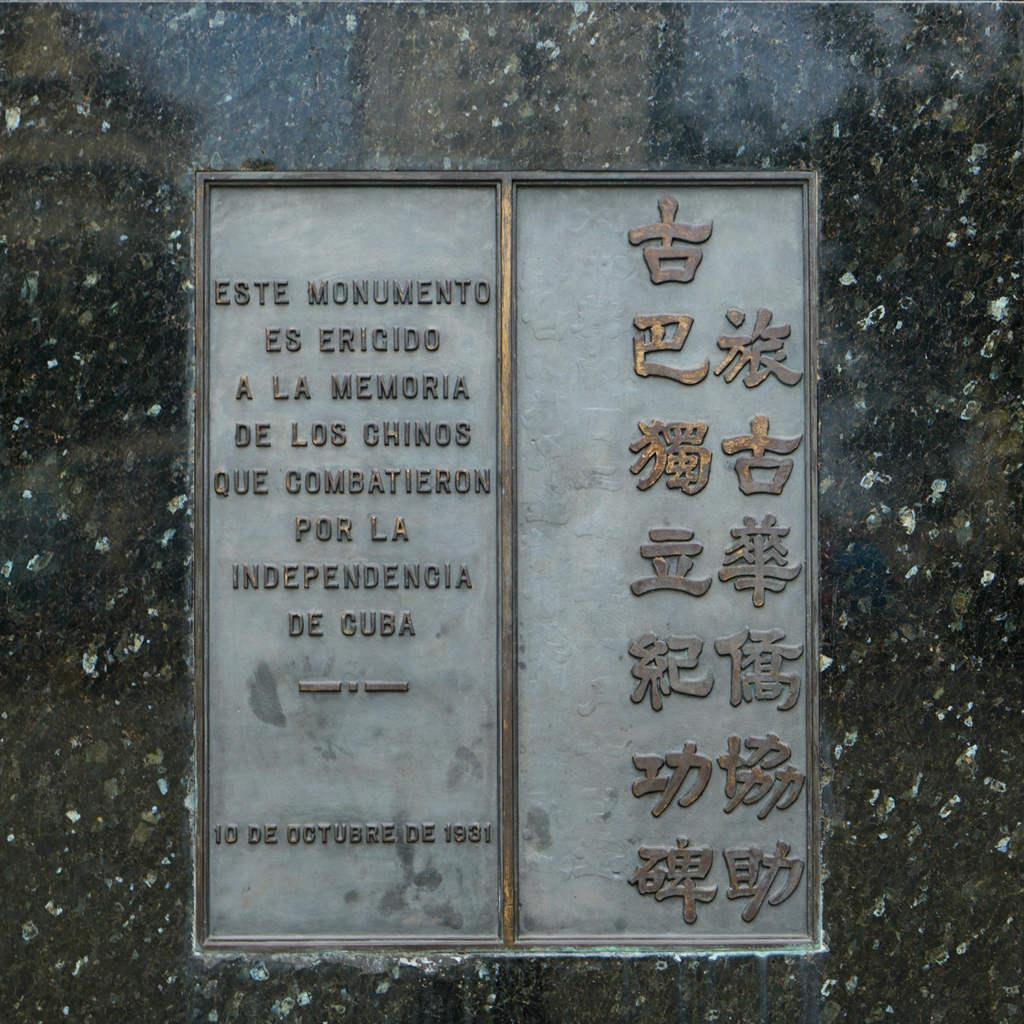 ESTE MONUMENTO
ES ERIGIDO
A LA MEMORIA
DE LOS CHINOS
QUE COMBATIERON
POR LA
INDEPENDENCIA
DE CUBA
10 DE OCTUBRE DE 1931
旅古華僑協助
古巴獨立紀功碑